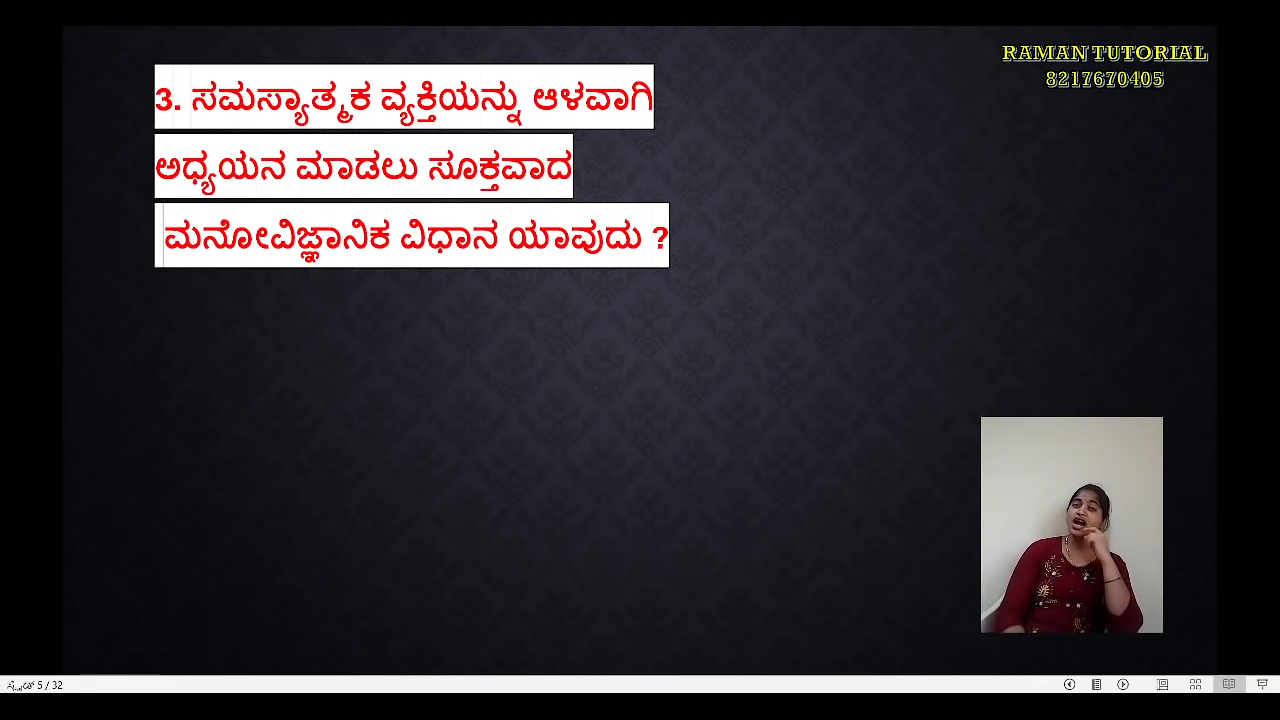 RAMAN TUTORIAL
8217670405
3. ಸಮಸ್ಯಾತ್ಮಕ ವ್ಯಕ್ತಿಯನ್ನು ಆಳವಾಗಿ
ಅಧ್ಯಯನ ಮಾಡಲು ಸೂಕ್ತವಾದ
ಮನೋವಿಜ್ಞಾನಿಕ ವಿಧಾನ ಯಾವುದು ?
ಸ್ಲೈಡ್ 5 / 32